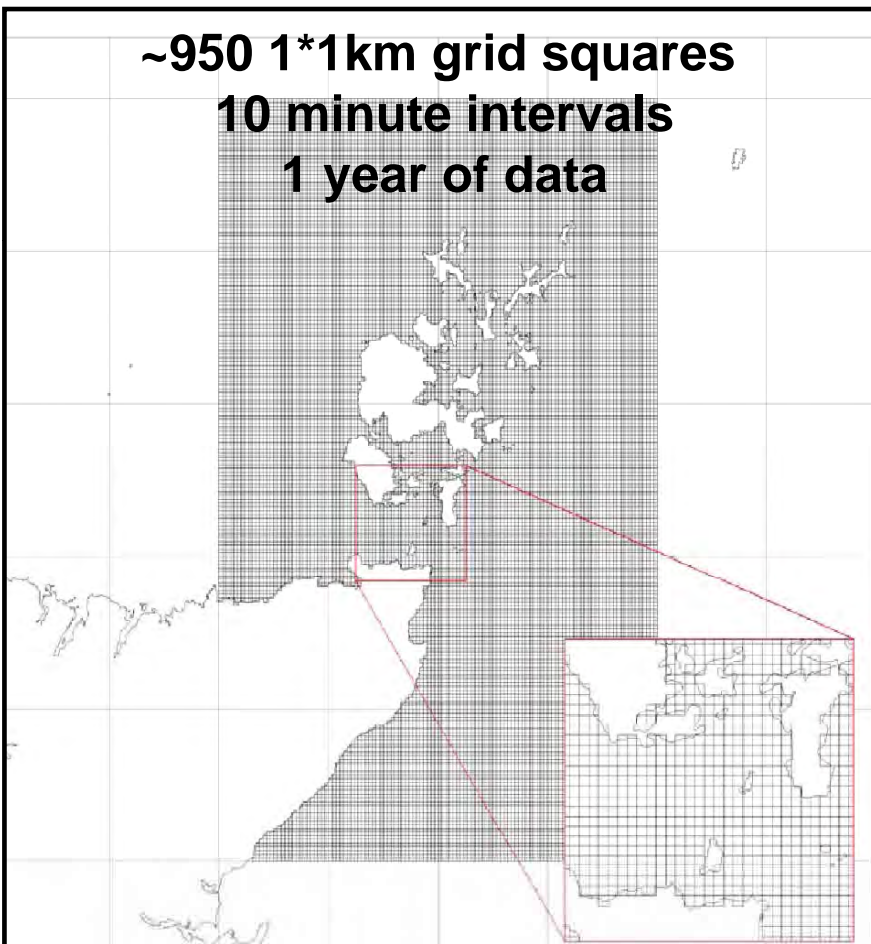 ~950 1*1km grid squares
10 minute intervals
1 year of data